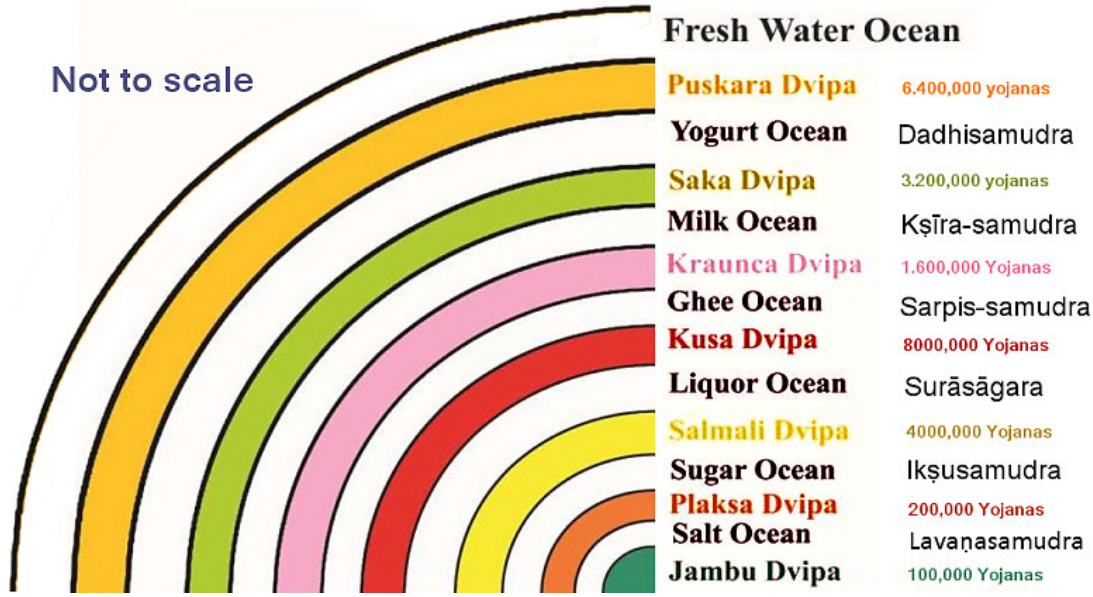 Fresh Water Ocean
Not to scale
Puskara Dvipa 6.400,000 yojanas
Yogurt Ocean Dadhisamudra
Saka Dvipa 3.200,000 yojanas
Milk Ocean Kṣīra-samudra
Kraunca Dvipa 1.600,000 Yojanas
Ghee Ocean Sarpis-samudra
Kusa Dvipa 8000,000 Yojanas
Liquor Ocean Surāsāgara
Salmali Dvipa 4000,000 Yojanas
Sugar Ocean Ikṣusamudra
Plaksa Dvipa 200,000 Yojanas
Salt Ocean Lavaṇasamudra
Jambu Dvipa 100,000 Yojanas